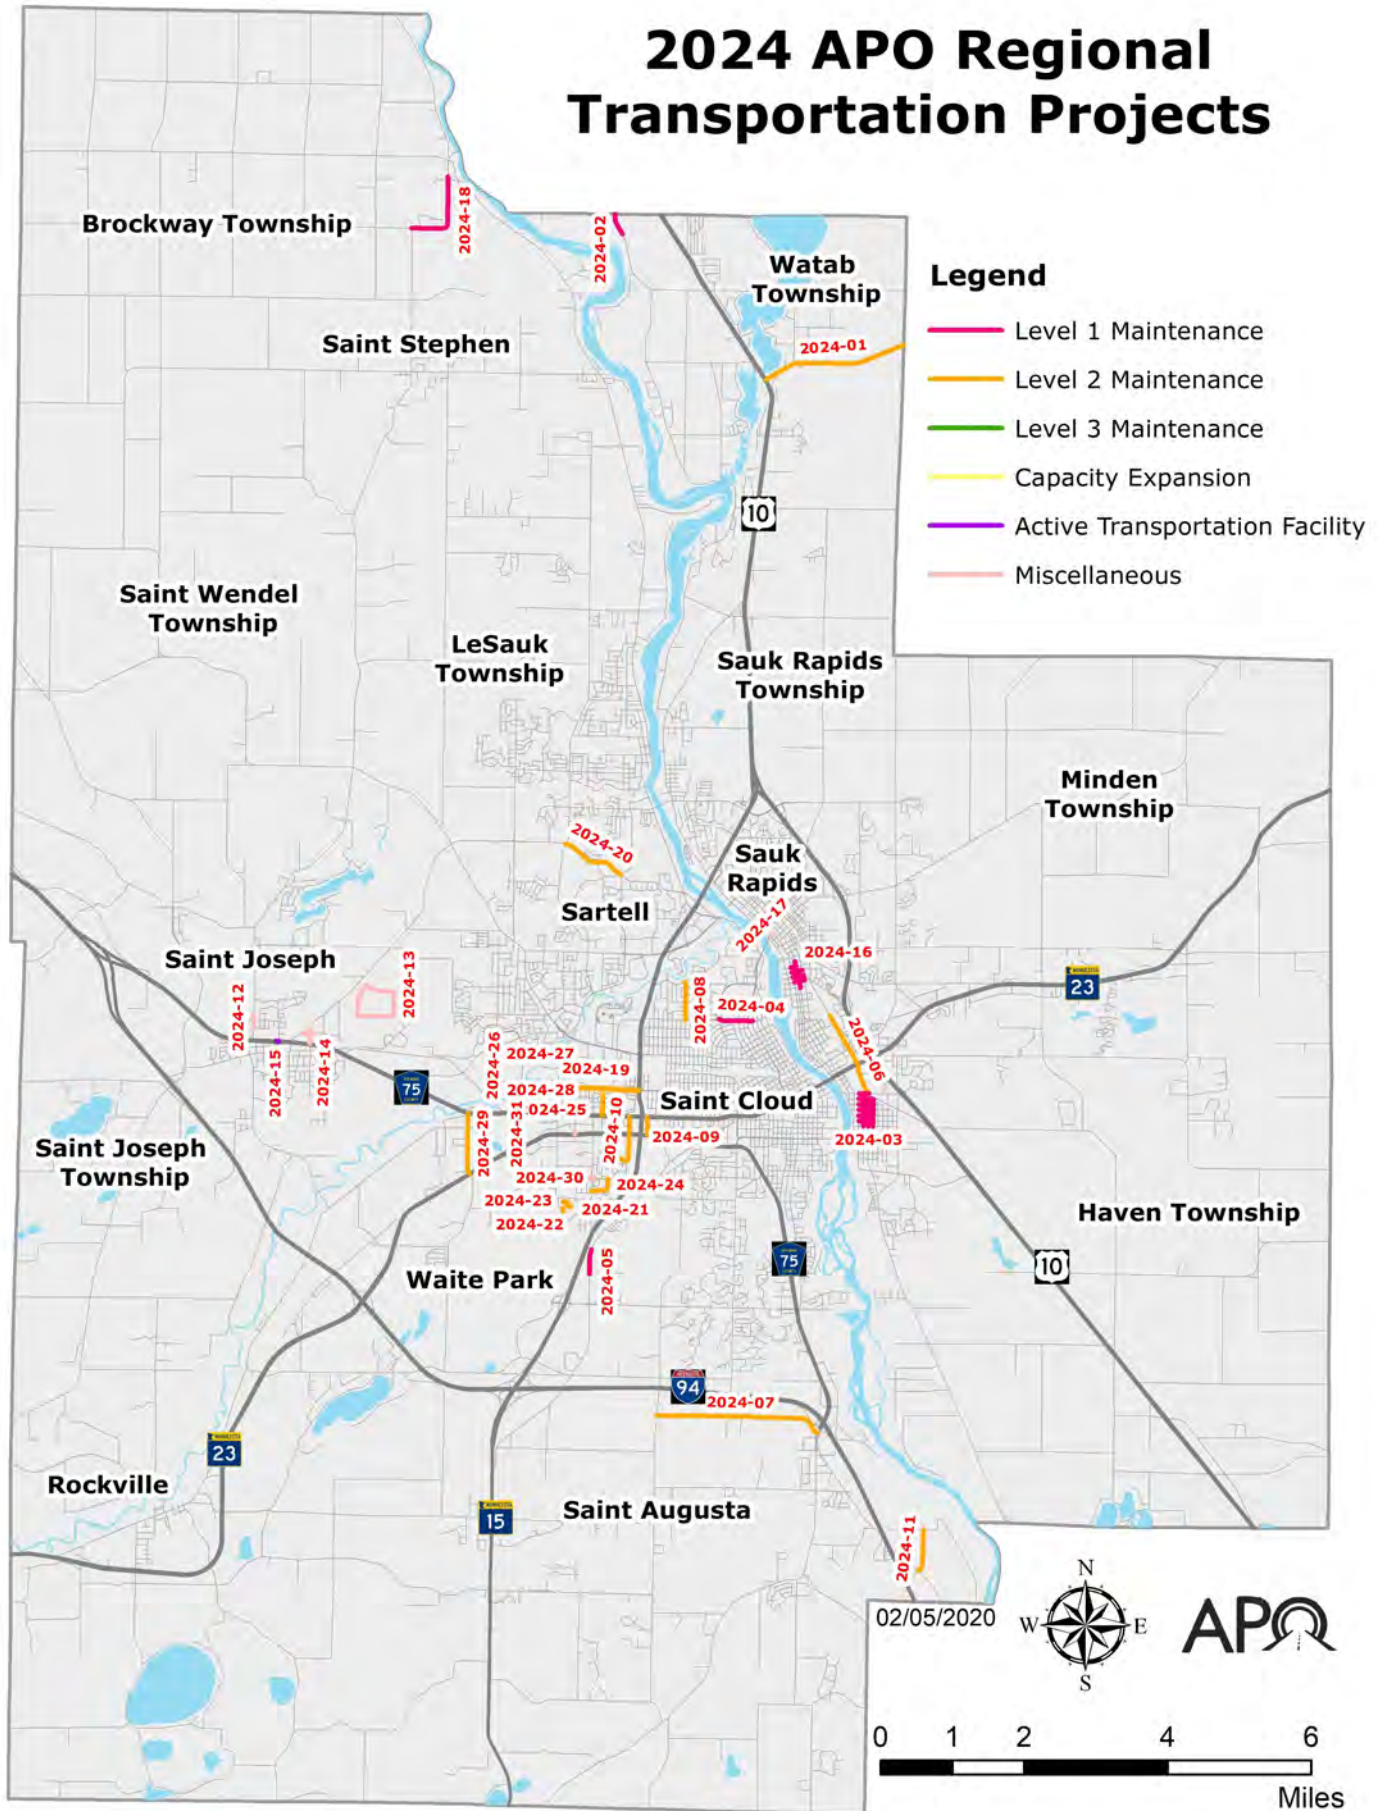 2024 APO Regional
Transportation Projects
Brockway Township
2024-18
2024-02
Watab
Township
Legend
Level 1 Maintenance
Level 2 Maintenance
Level 3 Maintenance
Capacity Expansion
Active Transportation Facility
Miscellaneous
Saint Stephen
2024-01
10
Saint Wendel
Township
LeSauk
Township
Sauk Rapids
Township
Minden
Township
2024-20
Sauk
Rapids
Sartell
2024-17
2024-16
Saint Joseph
2024-12
2024-13
2024-08
2024-04
23
2024-15
2024-14
2024-06
2024-26
2024-27
2024-19
75
2024-28
Saint Cloud
2024-29
2024-31
024-25
2024-10
2024-09
2024-03
Saint Joseph
Township
2024-30
2024-24
2024-23
2024-21
2024-22
Haven Township
75
10
Waite Park
2024-05
94
2024-07
23
Rockville
15
Saint Augusta
2024-11
02/05/2020
N
W
E
S
APO
0 1 2 4 6
Miles